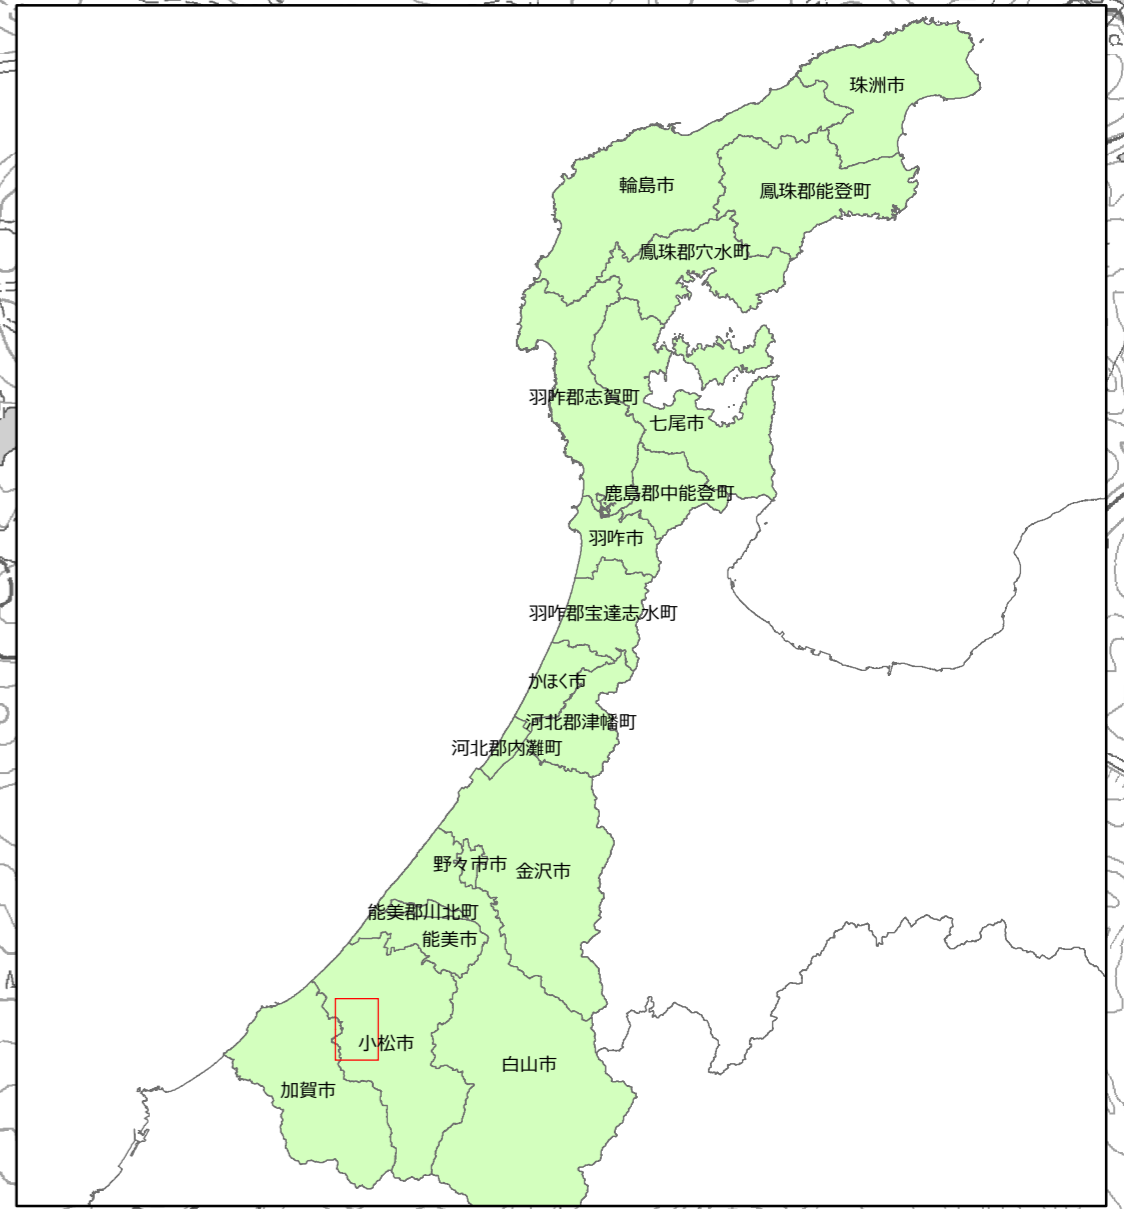 珠洲市
輪島市
鳳珠郡能登町
鳳珠郡穴水町
羽咋郡志賀町
七尾市
鹿島郡中能登町
羽咋市
羽咋郡宝達志水町
かほく市
河北郡津幡町
河北郡内灘町
野々市市
金沢市
能美郡川北町
能美市
小松市
白山市
加賀市